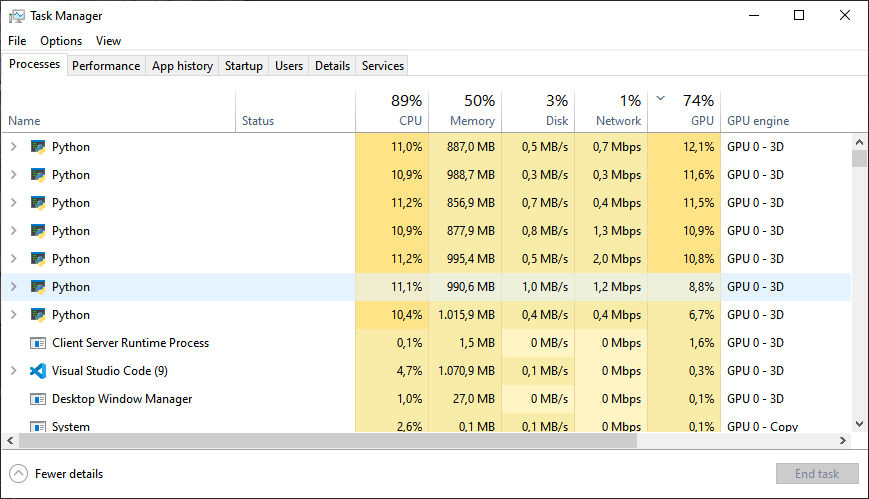 Task Manager
File Options View
Processes Performance App history Startup Users Details Services
89% 50% 3% 1% 74%
Name Status CPU Memory Disk Network GPU GPU engine
Python 11,0% 887,0 MB 0,5 MB/s 0,7 Mbps 12,1% GPU 0 - 3D
Python 10,9% 988,7 MB 0,3 MB/s 0,3 Mbps 11,6% GPU 0 - 3D
Python 11,2% 856,9 MB 0,7 MB/s 0,4 Mbps 11,5% GPU 0 - 3D
Python 10,9% 877,9 MB 0,8 MB/s 1,3 Mbps 10,9% GPU 0 - 3D
Python 11,2% 995,4 MB 0,5 MB/s 2,0 Mbps 10,8% GPU 0 - 3D
Python 11,1% 990,6 MB 1,0 MB/s 1,2 Mbps 8,8% GPU 0 - 3D
Python 10,4% 1.015,9 MB 0,4 MB/s 0,4 Mbps 6,7% GPU 0 - 3D
Client Server Runtime Process 0,1% 1,5 MB 0 MB/s 0 Mbps 1,6% GPU 0 - 3D
Visual Studio Code (9) 4,7% 1.070,9 MB 0,1 MB/s 0 Mbps 0,3% GPU 0 - 3D
Desktop Window Manager 1,0% 27,0 MB 0 MB/s 0 Mbps 0,1% GPU 0 - 3D
System 2,6% 0,1 MB 0,1 MB/s 0 Mbps 0,1% GPU 0 - Copy
Fewer details End task